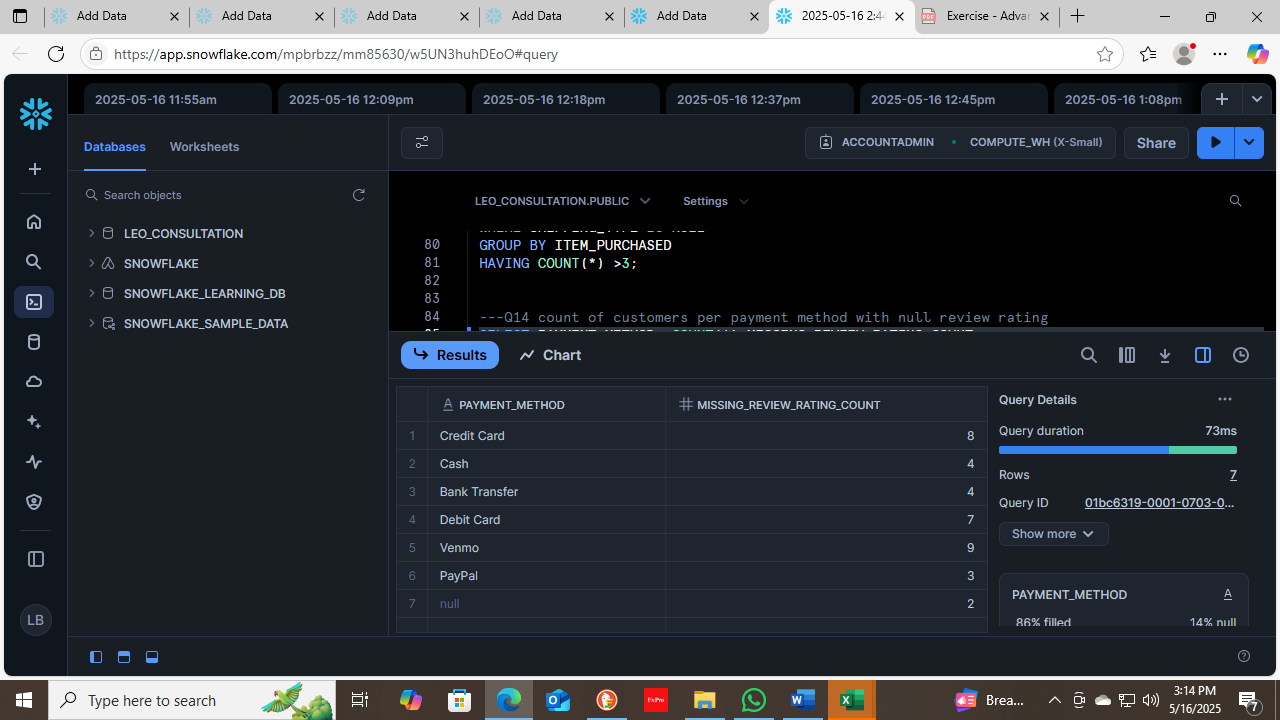 Add Data
Add Data
Add Data
Add Data
Add Data
2025-05-16 2:44
Exercise - Advan
https://app.snowflake.com/mpbrbzz/mm85630/w5UN3huhDEoO#query
2025-05-16 11:55am
2025-05-16 12:09pm
2025-05-16 12:18pm
2025-05-16 12:37pm
2025-05-16 12:45pm
2025-05-16 1:08pm
Databases
Worksheets
ACCOUNTADMIN
COMPUTE_WH (X-Small)
Share
Search objects
LEO_CONSULTATION
SNOWFLAKE
SNOWFLAKE_LEARNING_DB
SNOWFLAKE_SAMPLE_DATA
LB
LEO_CONSULTATION.PUBLIC
Settings
80 GROUP BY ITEM_PURCHASED
81 HAVING COUNT(*) >3;
82
83
84 ---Q14 count of customers per payment method with null review rating
Results
Chart
PAYMENT_METHOD MISSING_REVIEW_RATING_COUNT
1 Credit Card 8
2 Cash 4
3 Bank Transfer 4
4 Debit Card 7
5 Venmo 9
6 PayPal 3
7 null 2
Query Details
Query duration 73ms
Rows 7
Query ID 01bc6319-0001-0703-0...
Show more
PAYMENT_METHOD A
86% filled 14% null
Type here to search
FxPro
Brea...
3:14 PM
5/16/2025
7